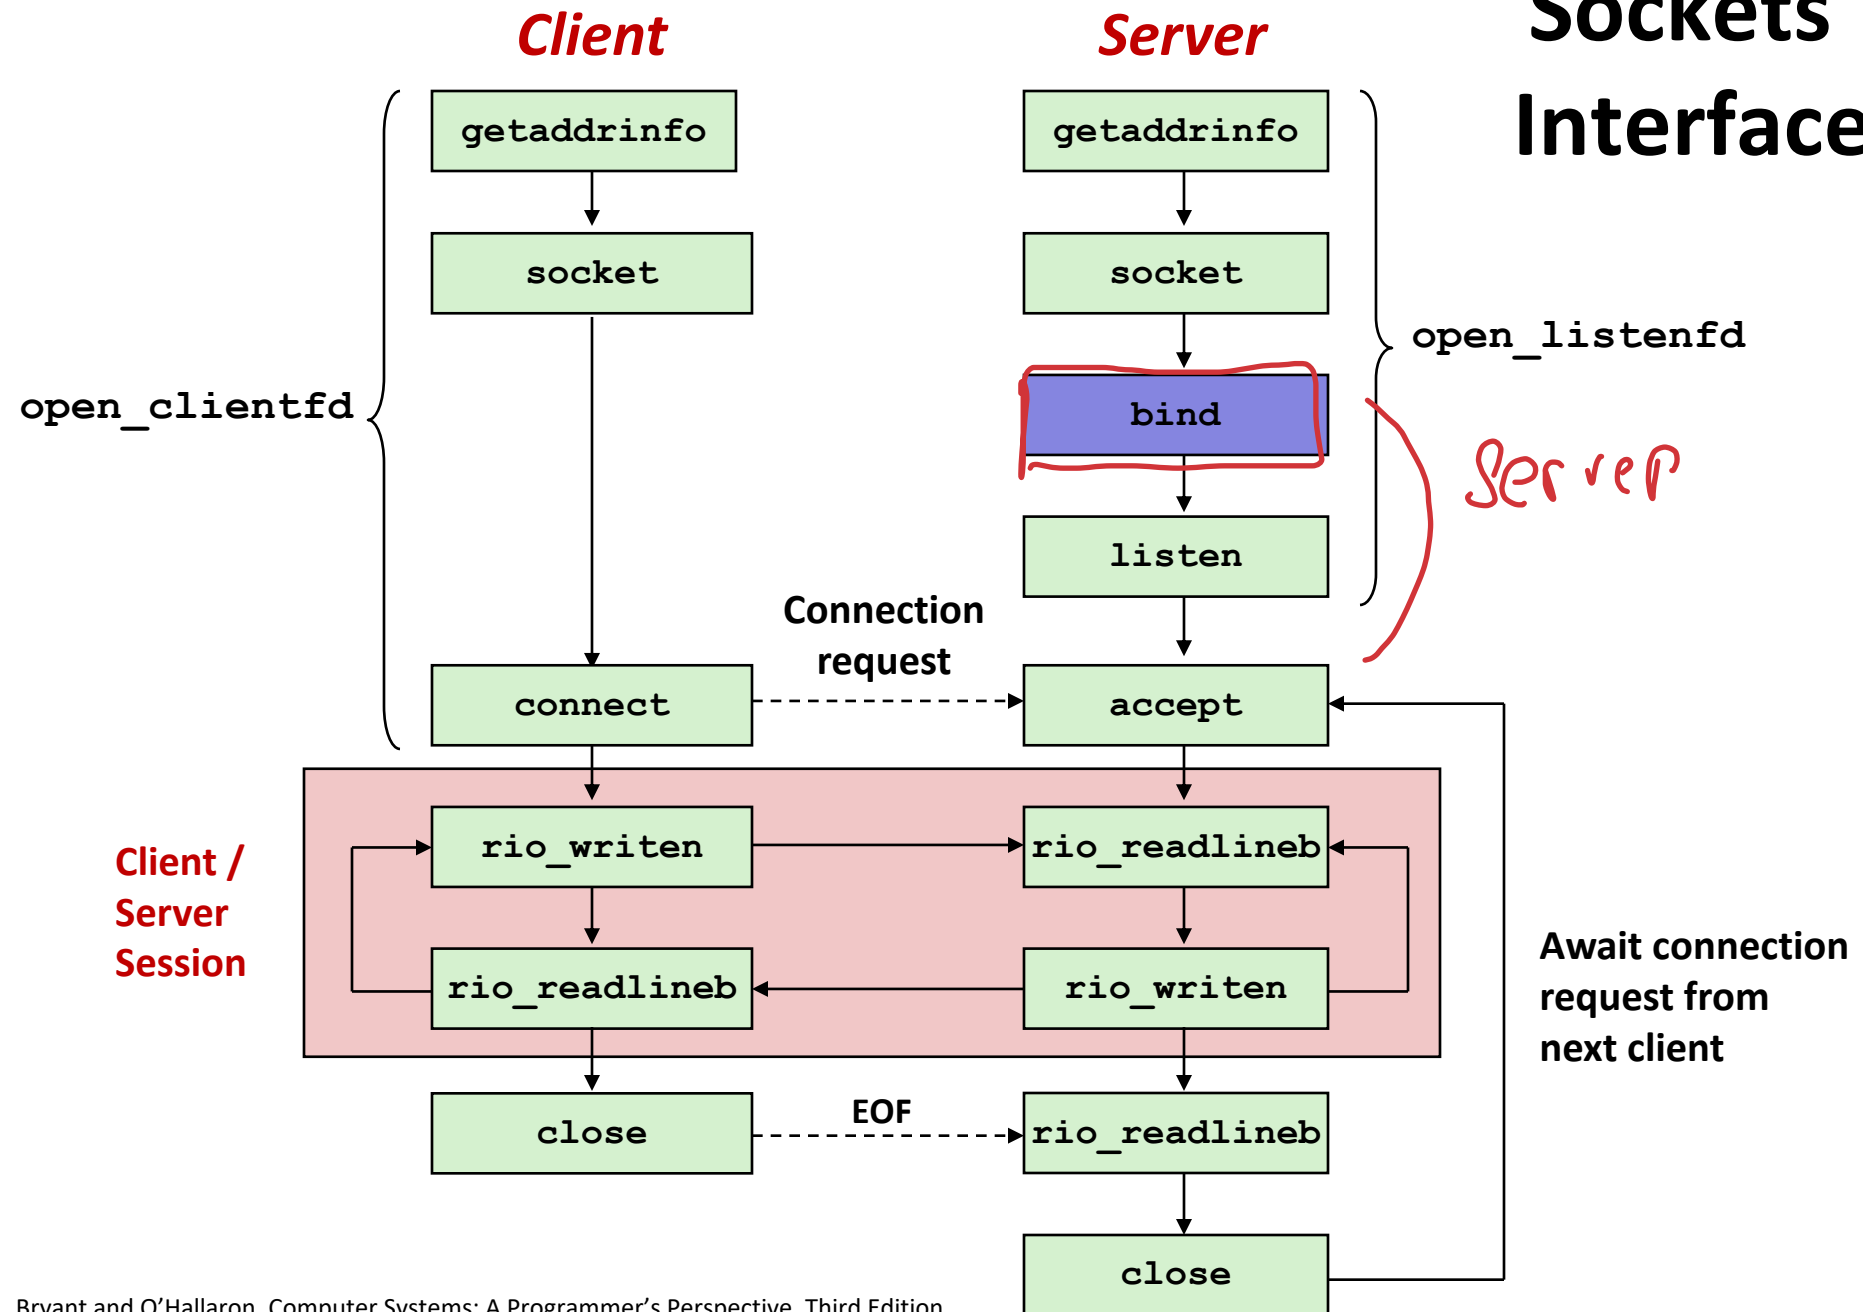 Client
Server
Sockets
Interface
getaddrinfo
getaddrinfo
socket
socket
open_listenfd
open_clientfd
bind
Server
listen
Connection
request
connect
accept
Client /
Server
Session
rio_writen
rio_readlineb
rio_readlineb
rio_writen
Await connection
request from
next client
close
EOF
rio_readlineb
close
Bryant and O'Hallaron, Computer Systems: A Programmer's Perspective, Third Edition